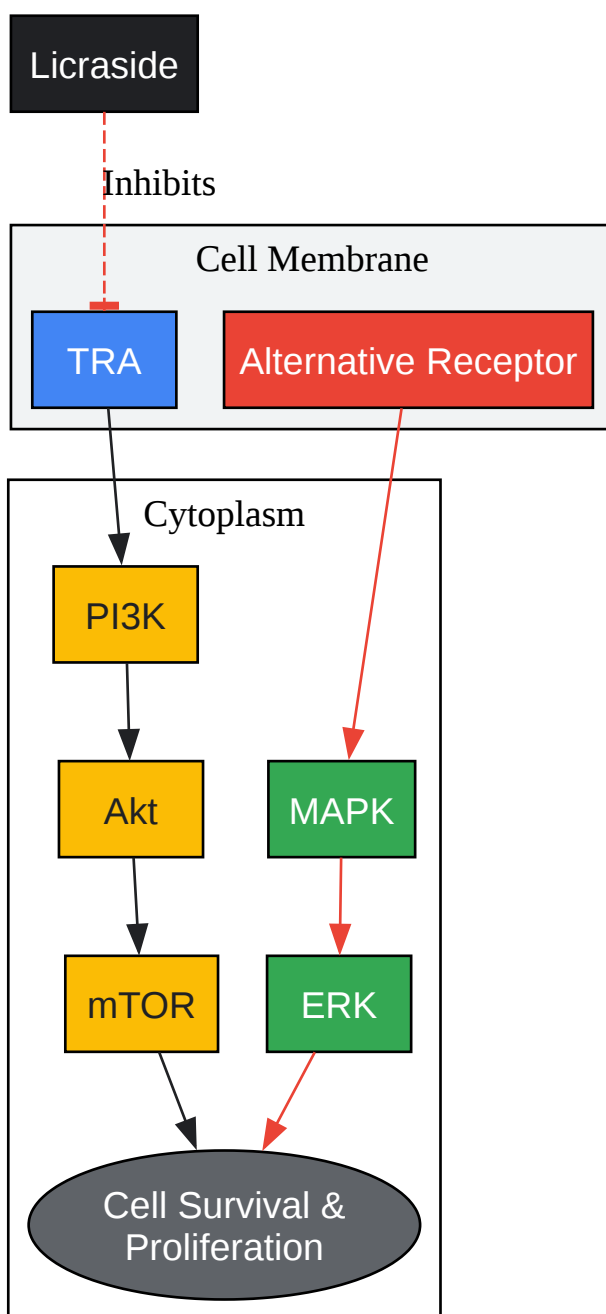 Licraside
Inhibits
Cell Membrane
TRA
Alternative Receptor
Cytoplasm
PI3K
Akt
MAPK
mTOR
ERK
Cell Survival &
Proliferation